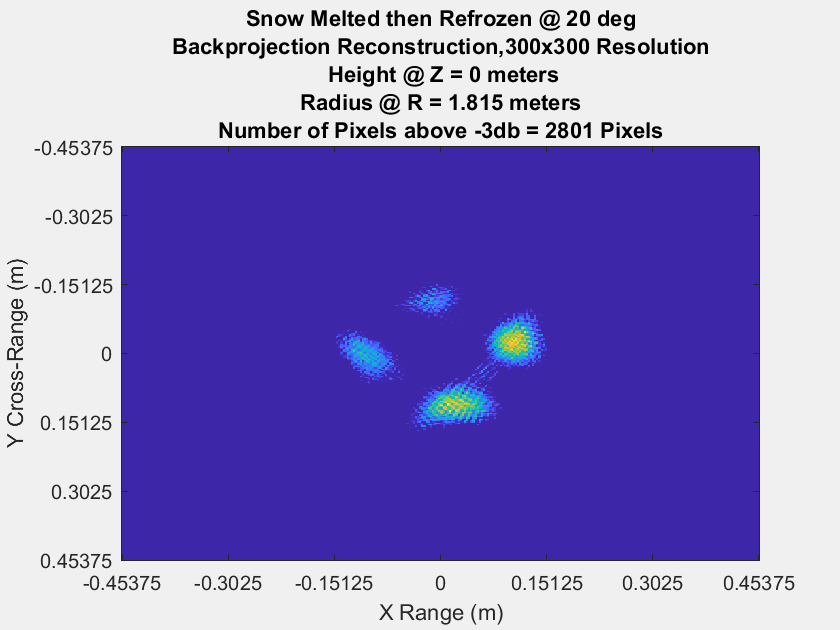 Snow Melted then Refrozen @ 20 deg
Backprojection Reconstruction,300x300 Resolution
Height @ Z = 0 meters
Radius @ R = 1.815 meters
Number of Pixels above -3db = 2801 Pixels
-0.45375
-0.3025
-0.15125
0
0.15125
0.3025
0.45375
Y Cross-Range (m)
-0.45375 -0.3025 -0.15125 0 0.15125 0.3025 0.45375
X Range (m)